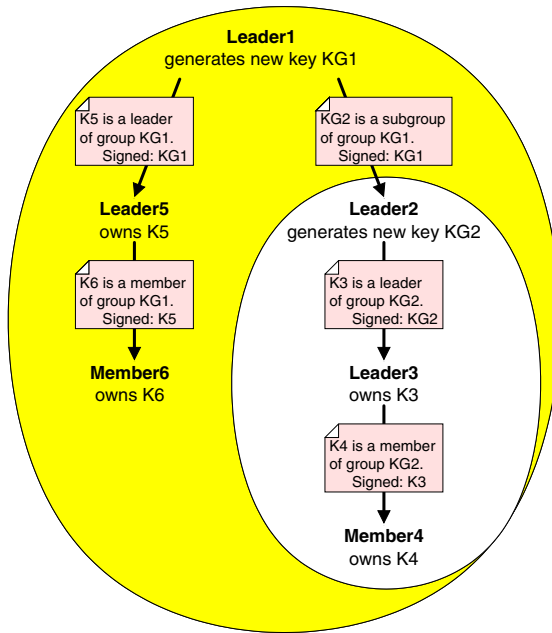 Leader1
generates new key KG1
K5 is a leader
of group KG1.
Signed: KG1
KG2 is a subgroup
of group KG1.
Signed: KG1
Leader5
owns K5
Leader2
generates new key KG2
K6 is a member
of group KG1.
Signed: K5
K3 is a leader
of group KG2.
Signed: KG2
Member6
owns K6
Leader3
owns K3
K4 is a member
of group KG2.
Signed: K3
Member4
owns K4